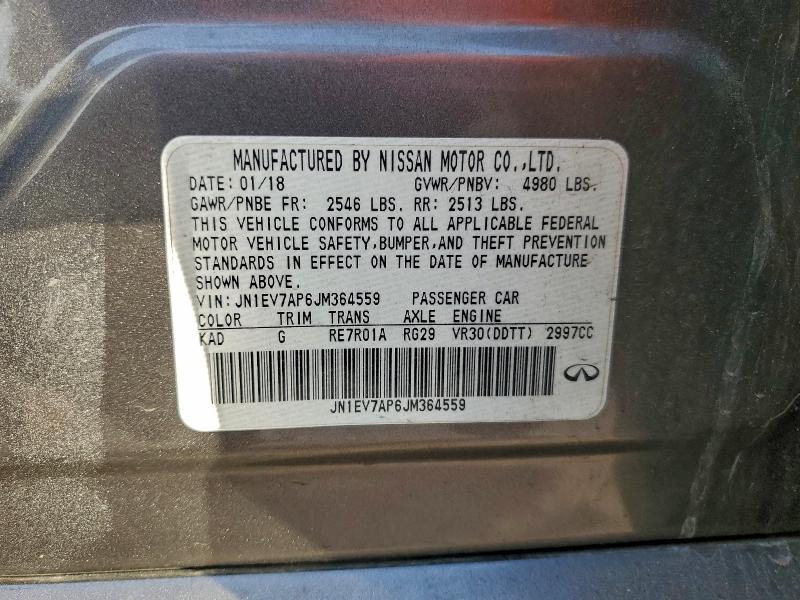 MANUFACTURED BY NISSAN MOTOR CO.,LTD.
DATE: 01/18 GVWR/PNBV: 4980 LBS.
GAWR/PNBE FR: 2546 LBS. RR: 2513 LBS.
THIS VEHICLE CONFORMS TO ALL APPLICABLE FEDERAL
MOTOR VEHICLE SAFETY,BUMPER,AND THEFT PREVENTION
STANDARDS IN EFFECT ON THE DATE OF MANUFACTURE
SHOWN ABOVE.
VIN: JN1EV7AP6JM364559 PASSENGER CAR
COLOR TRIM TRANS AXLE ENGINE
KAD G RE7R01A RG29 VR30(DDTT) 2997CC
JN1EV7AP6JM364559